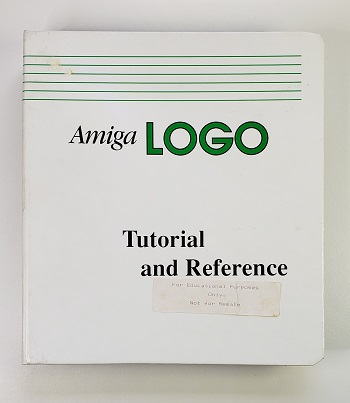 Amiga LOGO
Tutorial
and Reference
For Educational Purposes
Only.
Not For Resale